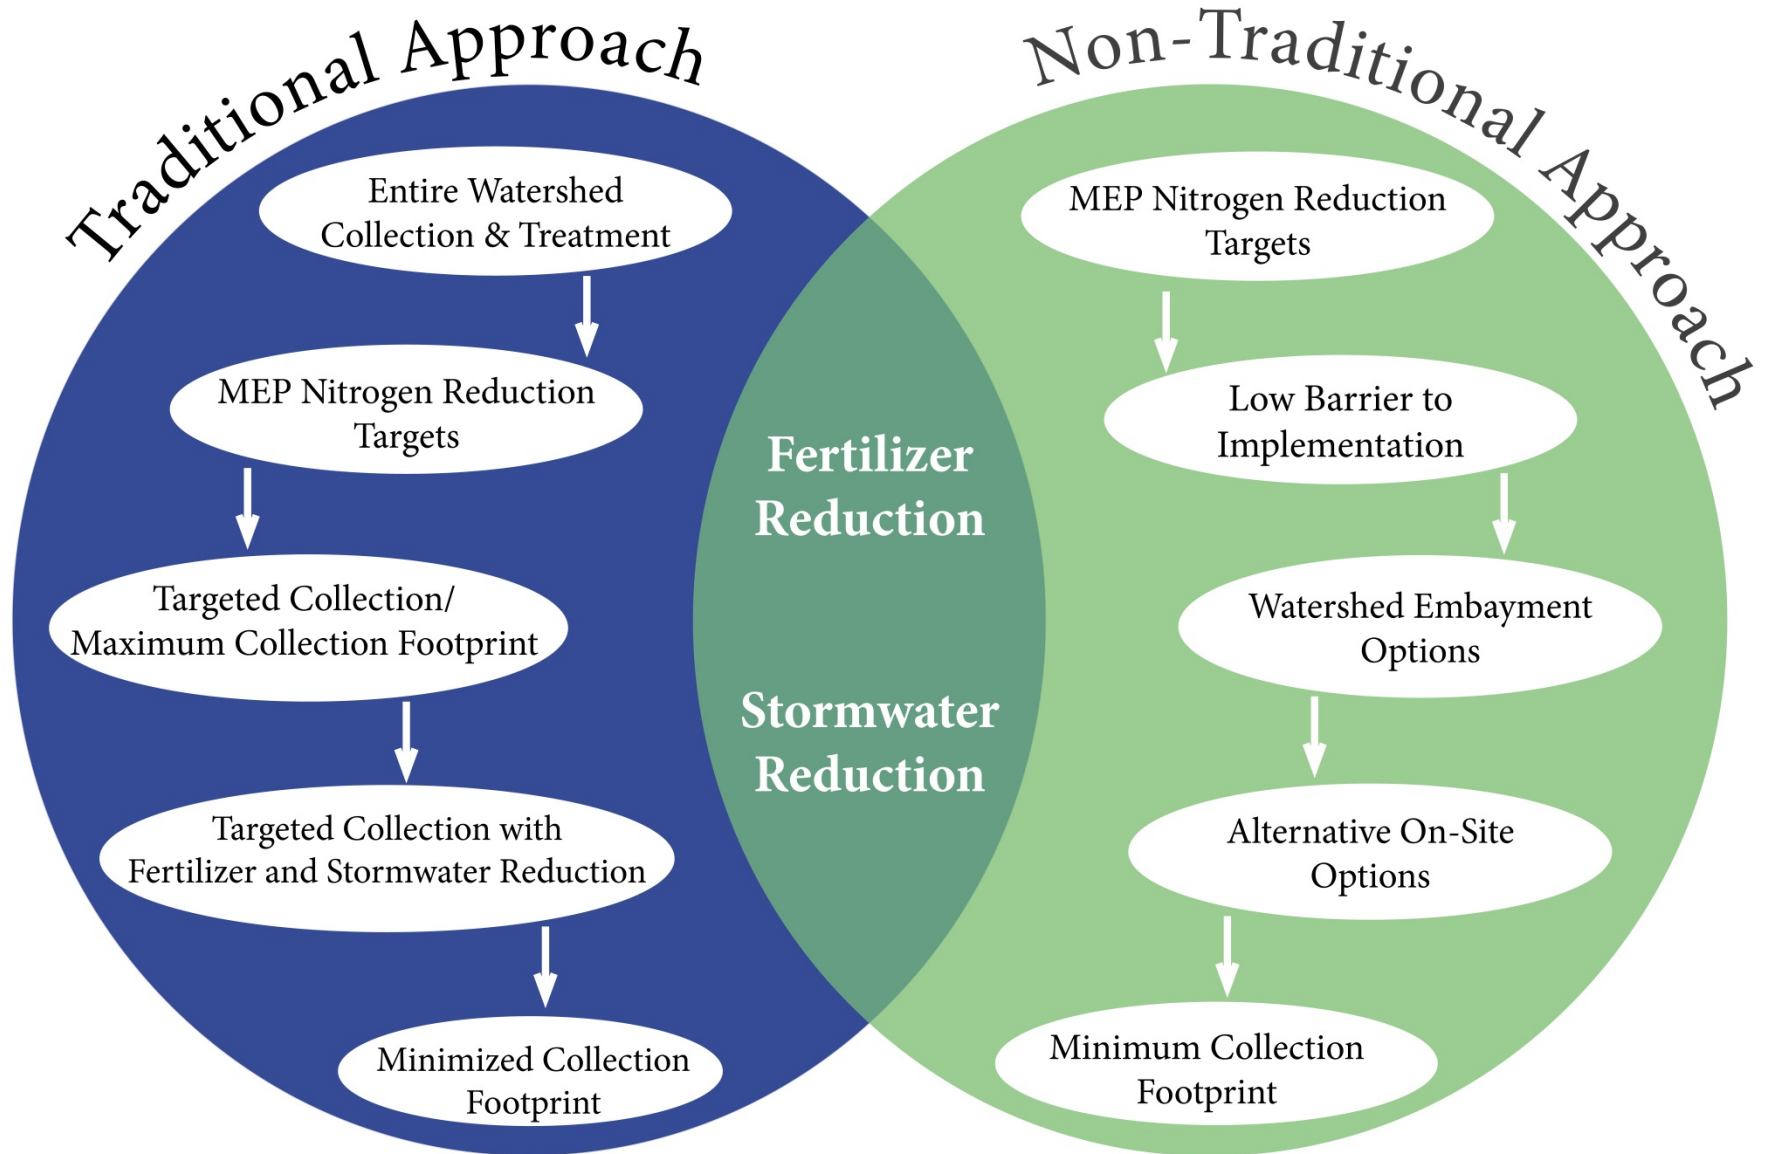 Traditional Approach
Entire Watershed
Collection & Treatment
MEP Nitrogen Reduction
Targets
Targeted Collection/
Maximum Collection Footprint
Targeted Collection with
Fertilizer and Stormwater Reduction
Minimized Collection
Footprint
Fertilizer
Reduction
Stormwater
Reduction
Non-Traditional Approach
MEP Nitrogen Reduction
Targets
Low Barrier to
Implementation
Watershed Embayment
Options
Alternative On-Site
Options
Minimum Collection
Footprint